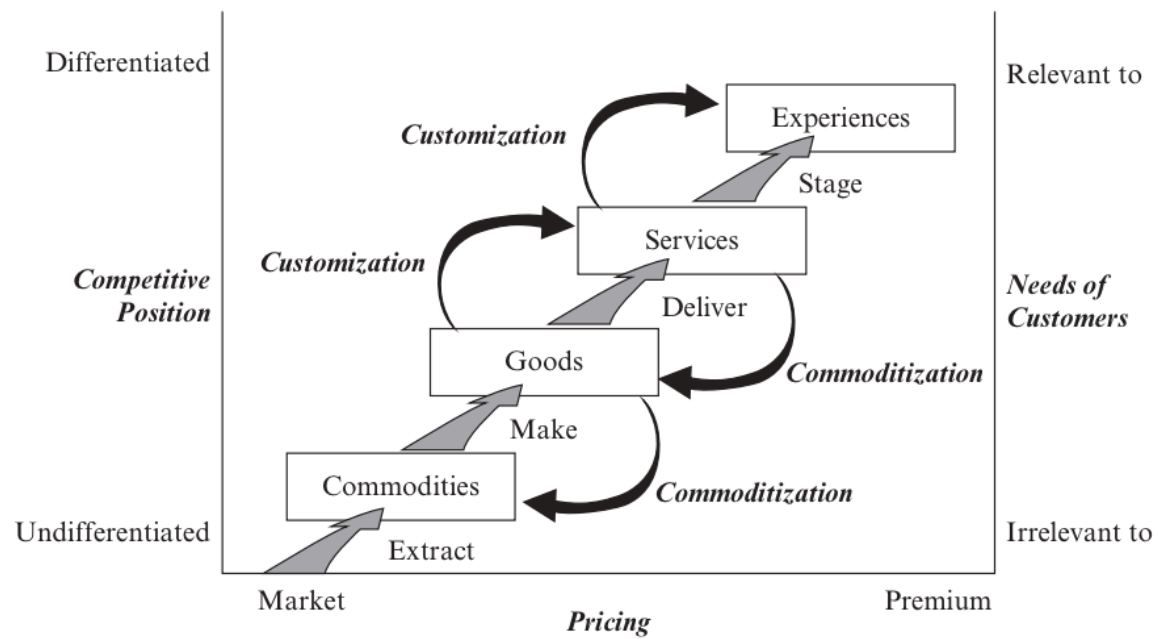 Differentiated
Relevant to
Experiences
Customization
Stage
Services
Customization
Competitive
Position
Needs of
Customers
Deliver
Goods
Commoditization
Make
Commodities
Commoditization
Undifferentiated
Irrelevant to
Extract
Market
Premium
Pricing